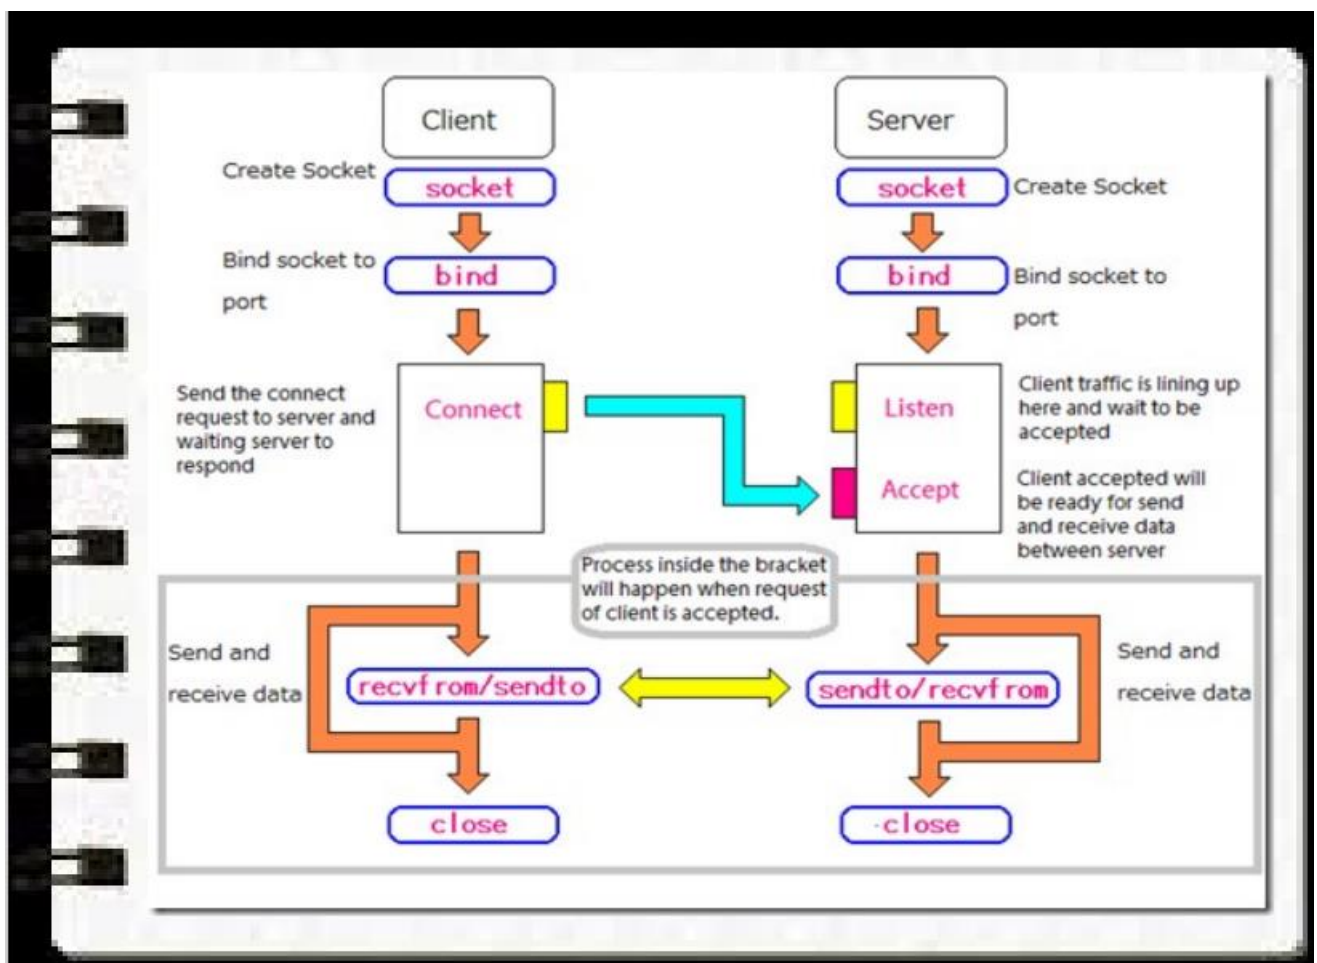 Client
Server
Create Socket
socket
socket
Create Socket
Bind socket to
port
bind
bind
Bind socket to
port
Send the connect
request to server and
waiting server to
respond
Connect
Listen
Accept
Client traffic is lining up
here and wait to be
accepted
Client accepted will
be ready for send
and receive data
between server
Process inside the bracket
will happen when request
of client is accepted.
Send and
receive data
recvfrom/sendto
sendto/recvfrom
Send and
receive data
close
close